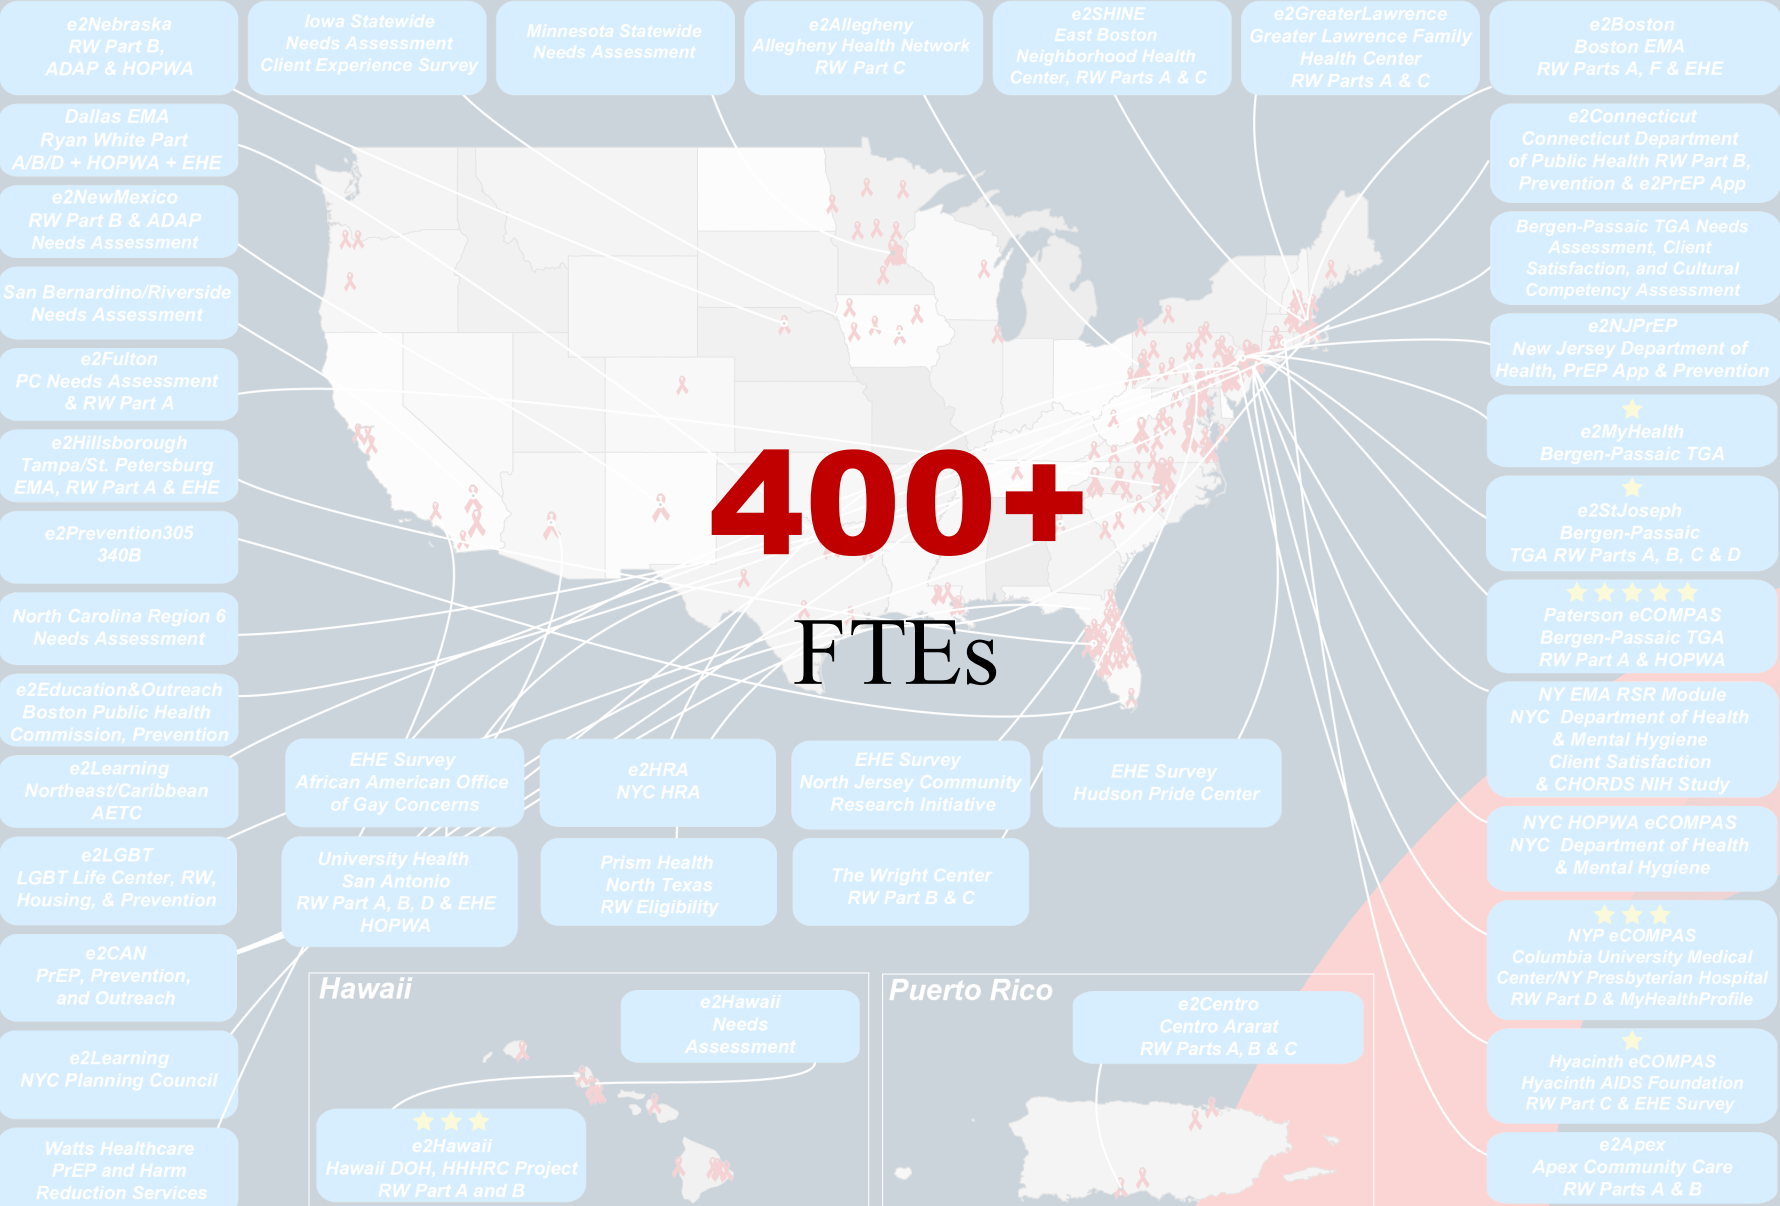 e2Nebraska
RW Part B,
ADAP & HOPWA
Iowa Statewide
Needs Assessment
Client Experience Survey
Minnesota Statewide
Needs Assessment
e2Allegheny
Allegheny Health Network
RW Part C
e2SHINE
East Boston
Neighborhood Health
Center, RW Parts A & C
e2GreaterLawrence
Greater Lawrence Family
Health Center
RW Parts A & C
e2Boston
Boston EMA
RW Parts A, F & EHE
Dallas EMA
Ryan White Part
A/B/D + HOPWA + EHE
e2NewMexico
RW Part B & ADAP
Needs Assessment
San Bernardino/Riverside
Needs Assessment
e2Fulton
PC Needs Assessment
& RW Part A
e2Hillsborough
Tampa/St. Petersburg
EMA, RW Part A & EHE
e2Prevention305
340B
North Carolina Region 6
Needs Assessment
e2Education&Outreach
Boston Public Health
Commission, Prevention
e2Learning
Northeast/Caribbean
AETC
e2LGBT
LGBT Life Center, RW,
Housing, & Prevention
e2CAN
PrEP, Prevention,
and Outreach
e2Learning
NYC Planning Council
Watts Healthcare
PrEP and Harm
Reduction Services
400+
FTEs
EHE Survey
African American Office
of Gay Concerns
e2HRA
NYC HRA
EHE Survey
North Jersey Community
Research Initiative
EHE Survey
Hudson Pride Center
University Health
San Antonio
RW Part A, B, D & EHE
HOPWA
Prism Health
North Texas
RW Eligibility
The Wright Center
RW Part B & C
Hawaii
e2Hawaii
Needs
Assessment
e2Hawaii
Hawaii DOH, HHHRC Project
RW Part A and B
Puerto Rico
e2Centro
Centro Ararat
RW Parts A, B & C
e2Connecticut
Connecticut Department
of Public Health RW Part B,
Prevention & e2PrEP App
Bergen-Passaic TGA Needs
Assessment, Client
Satisfaction, and Cultural
Competency Assessment
e2NJPrEP
New Jersey Department of
Health, PrEP App & Prevention
e2MyHealth
Bergen-Passaic TGA
e2StJoseph
Bergen-Passaic
TGA RW Parts A, B, C & D
Paterson eCOMPAS
Bergen-Passaic TGA
RW Part A & HOPWA
NY EMA RSR Module
NYC Department of Health
& Mental Hygiene
Client Satisfaction
& CHORDS NIH Study
NYC HOPWA eCOMPAS
NYC Department of Health
& Mental Hygiene
NYP eCOMPAS
Columbia University Medical
Center/NY Presbyterian Hospital
RW Part D & MyHealthProfile
Hyacinth eCOMPAS
Hyacinth AIDS Foundation
RW Part C & EHE Survey
e2Apex
Apex Community Care
RW Parts A & B